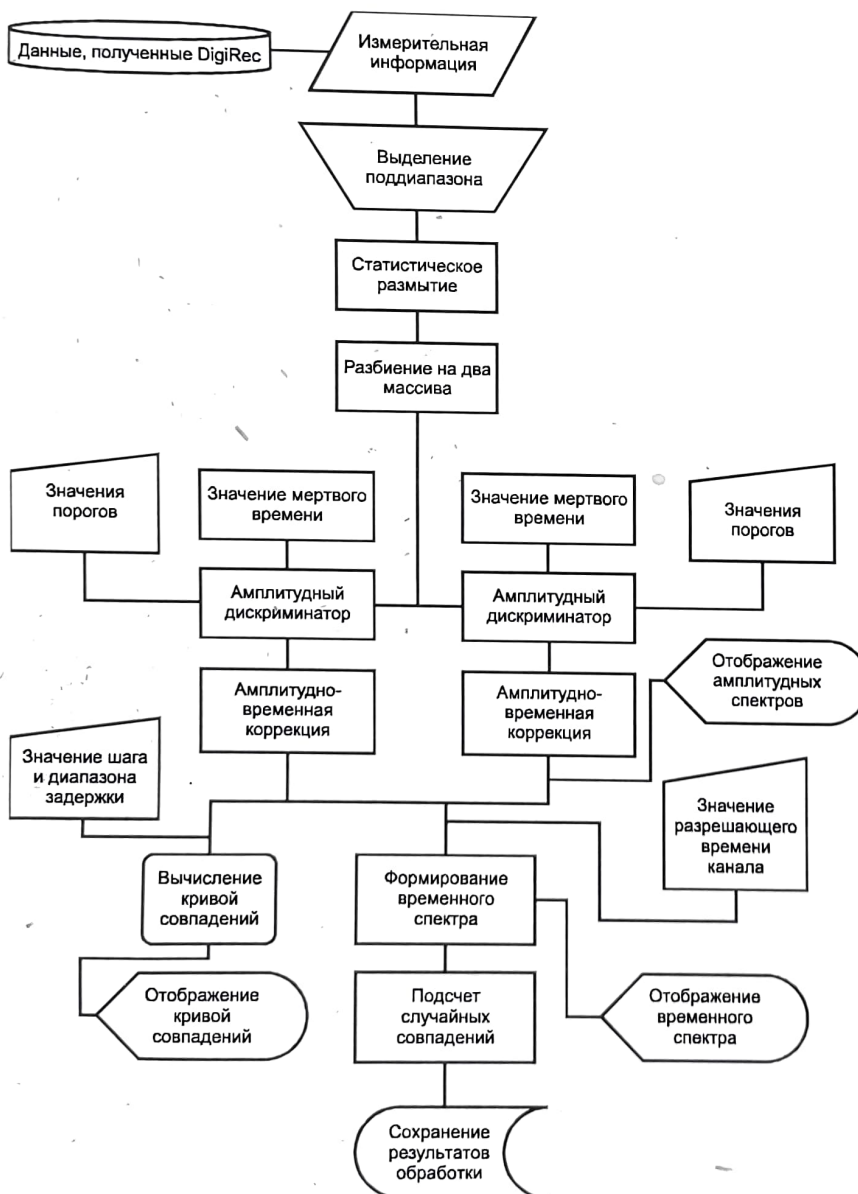 Данные, полученные DigiRec
Измерительная
информация
Выделение
поддиапазона
Статистическое
размытие
Разбиение на два
массива
Значения
порогов
Значение мертвого
времени
Значение мертвого
времени
Значения
порогов
Амплитудный
дискриминатор
Амплитудный
дискриминатор
Амплитудно-
временная
коррекция
Амплитудно-
временная
коррекция
Отображение
амплитудных
спектров
Значение шага
и диапазона
задержки
Значение
разрешающего
времени
канала
Вычисление
кривой
совпадений
Формирование
временного
спектра
Отображение
кривой
совпадений
Подсчет
случайных
совпадений
Отображение
временного
спектра
Сохранение
результатов
обработки